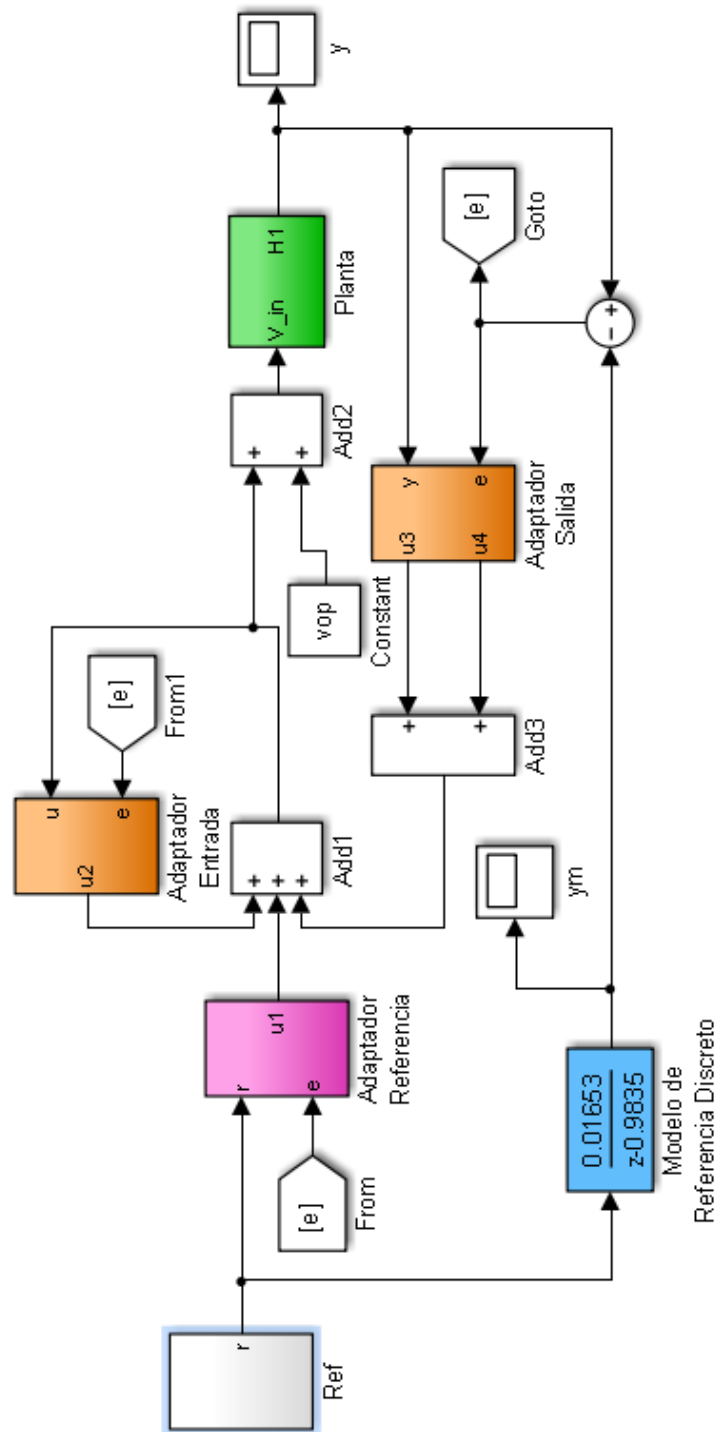 Ref
r
[e]
From
r
e
u1
Adaptador
Referencia
u2
u
e
Adaptador
Entrada
[e]
From1
+
+
+
Add1
vop
Constant
+
+
Add2
V_in
H1
Planta
y
+
+
Add3
u3
y
u4
e
Adaptador
Salida
[e]
Goto
0.01653
z-0.9835
Modelo de
Referencia Discreto
ym
- +